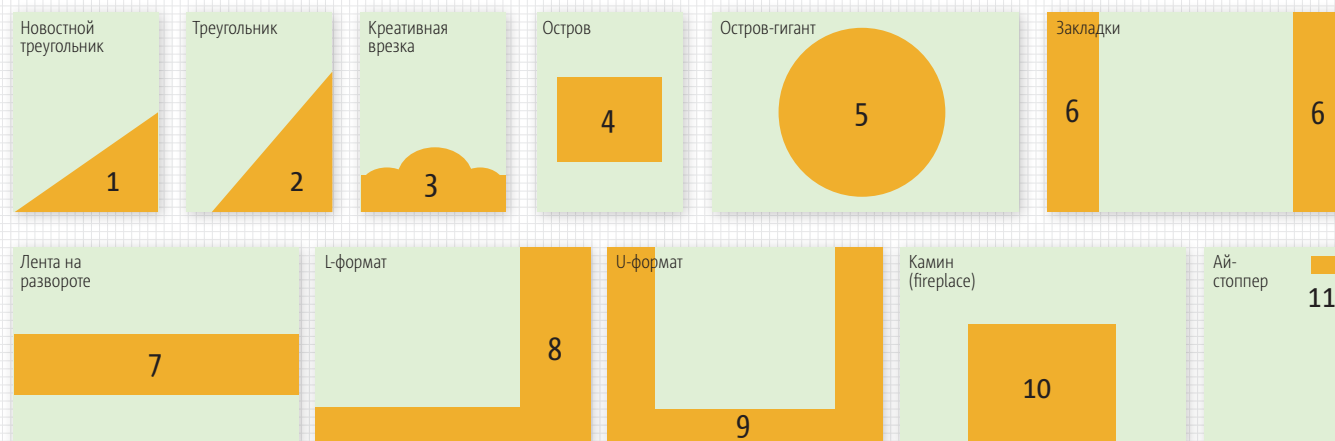 Новостной
треугольник
1
Треугольник
2
Креативная
врезка
3
Остров
4
Остров-гигант
5
Закладки
6
6
Лента на
развороте
7
L-формат
8
U-формат
9
Камин
(fireplace)
10
Ай-
стоппер
11